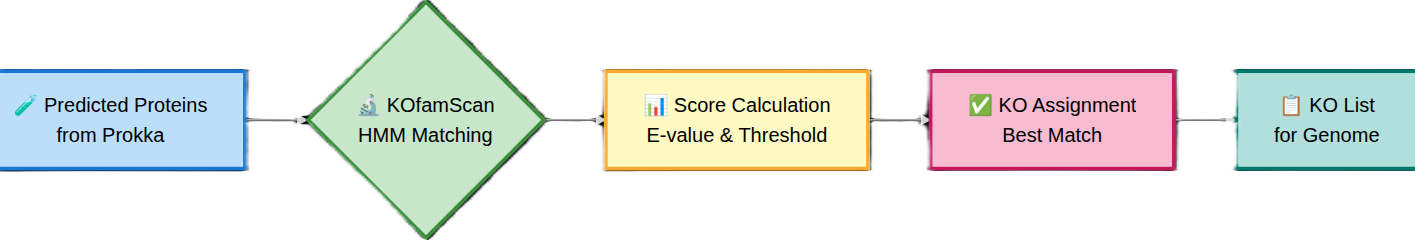 🧪 Predicted Proteins
from Prokka
🔬 KOfamScan
HMM Matching
📊 Score Calculation
E-value & Threshold
✅ KO Assignment
Best Match
📋 KO List
for Genome